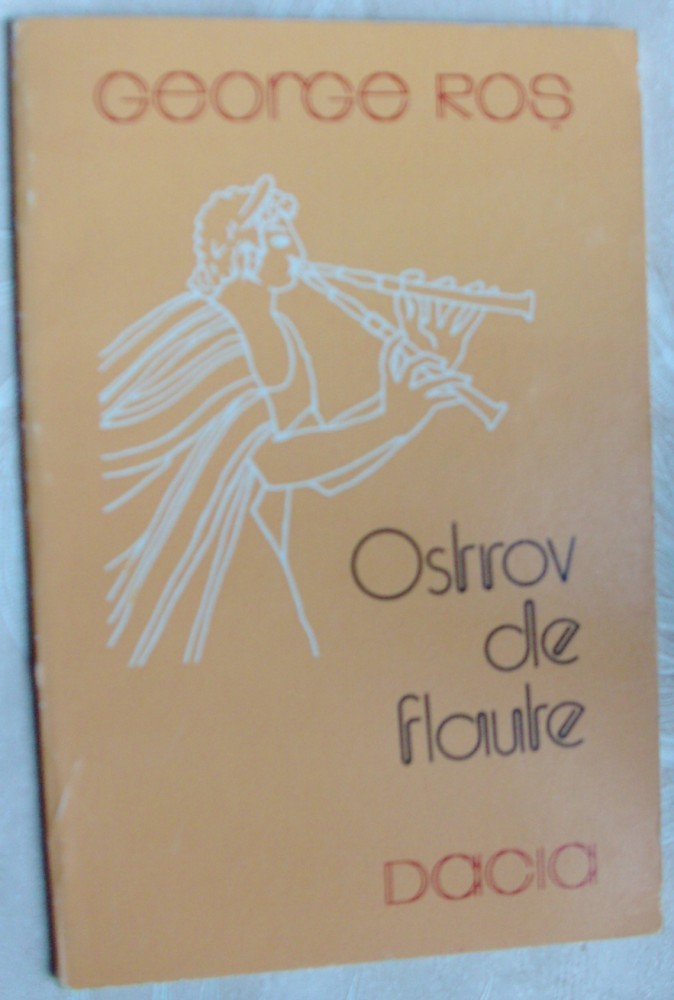 GEORGE ROȘ
Ostrov
de
flaute
DACIA